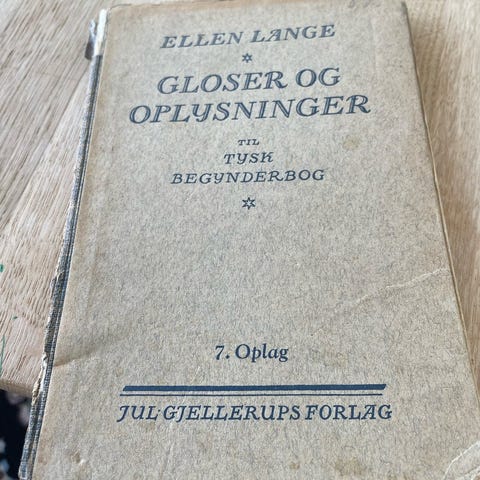 ELLEN LANGE
GLOSER OG
OPLYSNINGER
TIL
TYSK
BEGYNDERBOG
7. Oplag
JUL·GJELLERUPS FORLAG